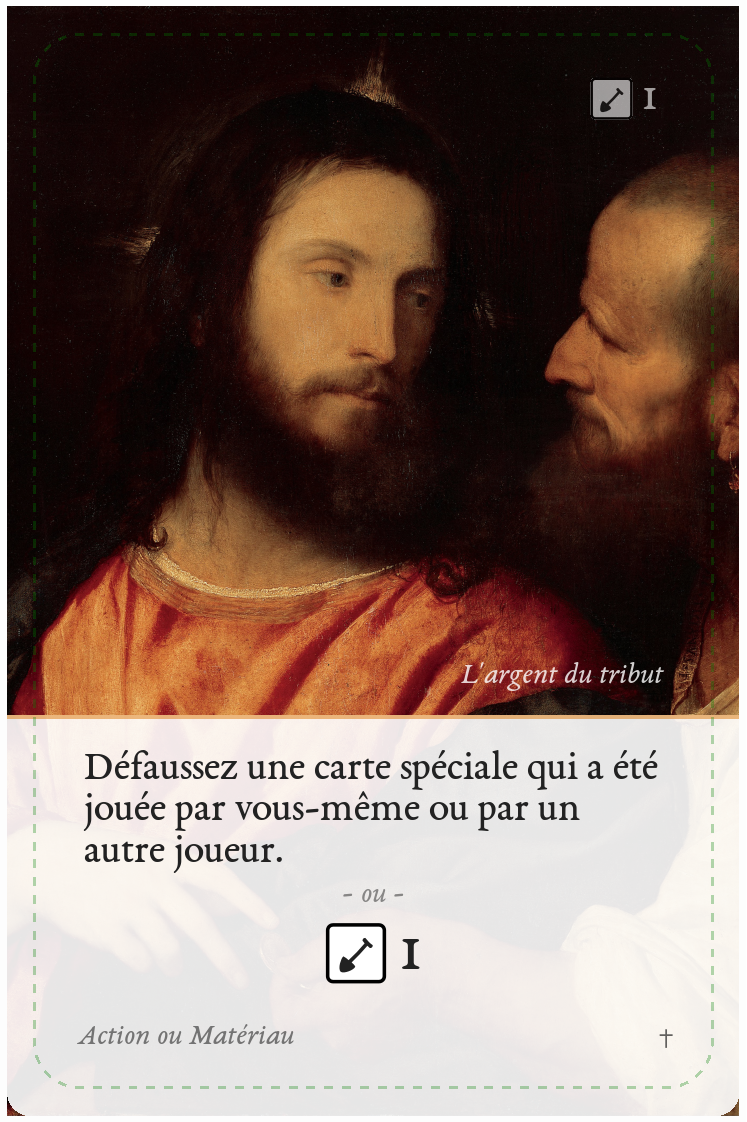 I
L'argent du tribut
Défaussez une carte spéciale qui a été
jouée par vous-même ou par un
autre joueur.
- ou -
I
Action ou Matériau †